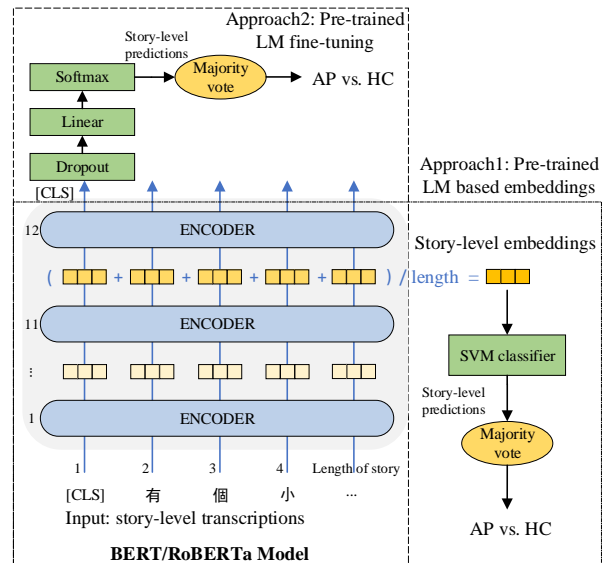 Approach2: Pre-trained
LM fine-tuning
Story-level
predictions
Softmax
Majority
vote
AP vs. HC
Linear
Dropout
[CLS]
Approach1: Pre-trained
LM based embeddings
12
ENCODER
Story-level embeddings
( + + + + ) / length =
11
ENCODER
SVM classifier
⋮
Story-level
predictions
1
ENCODER
Majority
vote
1 2 3 4 Length of story
[CLS] 有 個 小 ...
Input: story-level transcriptions
AP vs. HC
BERT/RoBERTa Model